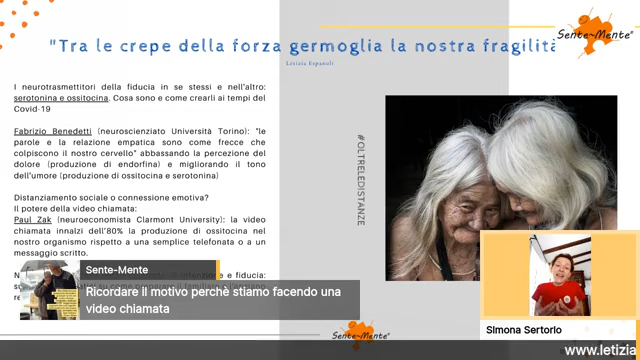 "Tra le crepe della forza germoglia la nostra fragilità
Sente~Mente®
Letizia Espanoli
I neurotrasmettitori della fiducia in se stessi e nell'altro:
serotonina e ossitocina. Cosa sono e come crearli ai tempi del
Covid-19
Fabrizio Benedetti (neuroscienziato Università Torino): "le
parole e la relazione empatica sono come frecce che
colpiscono il nostro cervello" abbassando la percezione del
dolore (produzione di endorfina) e migliorando il tono
dell'umore (produzione di ossitocina e serotonina)
Distanziamento sociale o connessione emotiva?
Il potere della video chiamata:
Paul Zak (neuroeconomista Clarmont University): la video
chiamata innalzi dell'80% la produzione di ossitocina nel
nostro organismo rispetto a una semplice telefonata o a un
messaggio scritto.
e fiducia:
#OLTRELEDISTANZE
Sente-Mente
Ricordare il motivo perchè stiamo facendo una
video chiamata
Simona Sertorio
Sente~Mente®
www.letizia